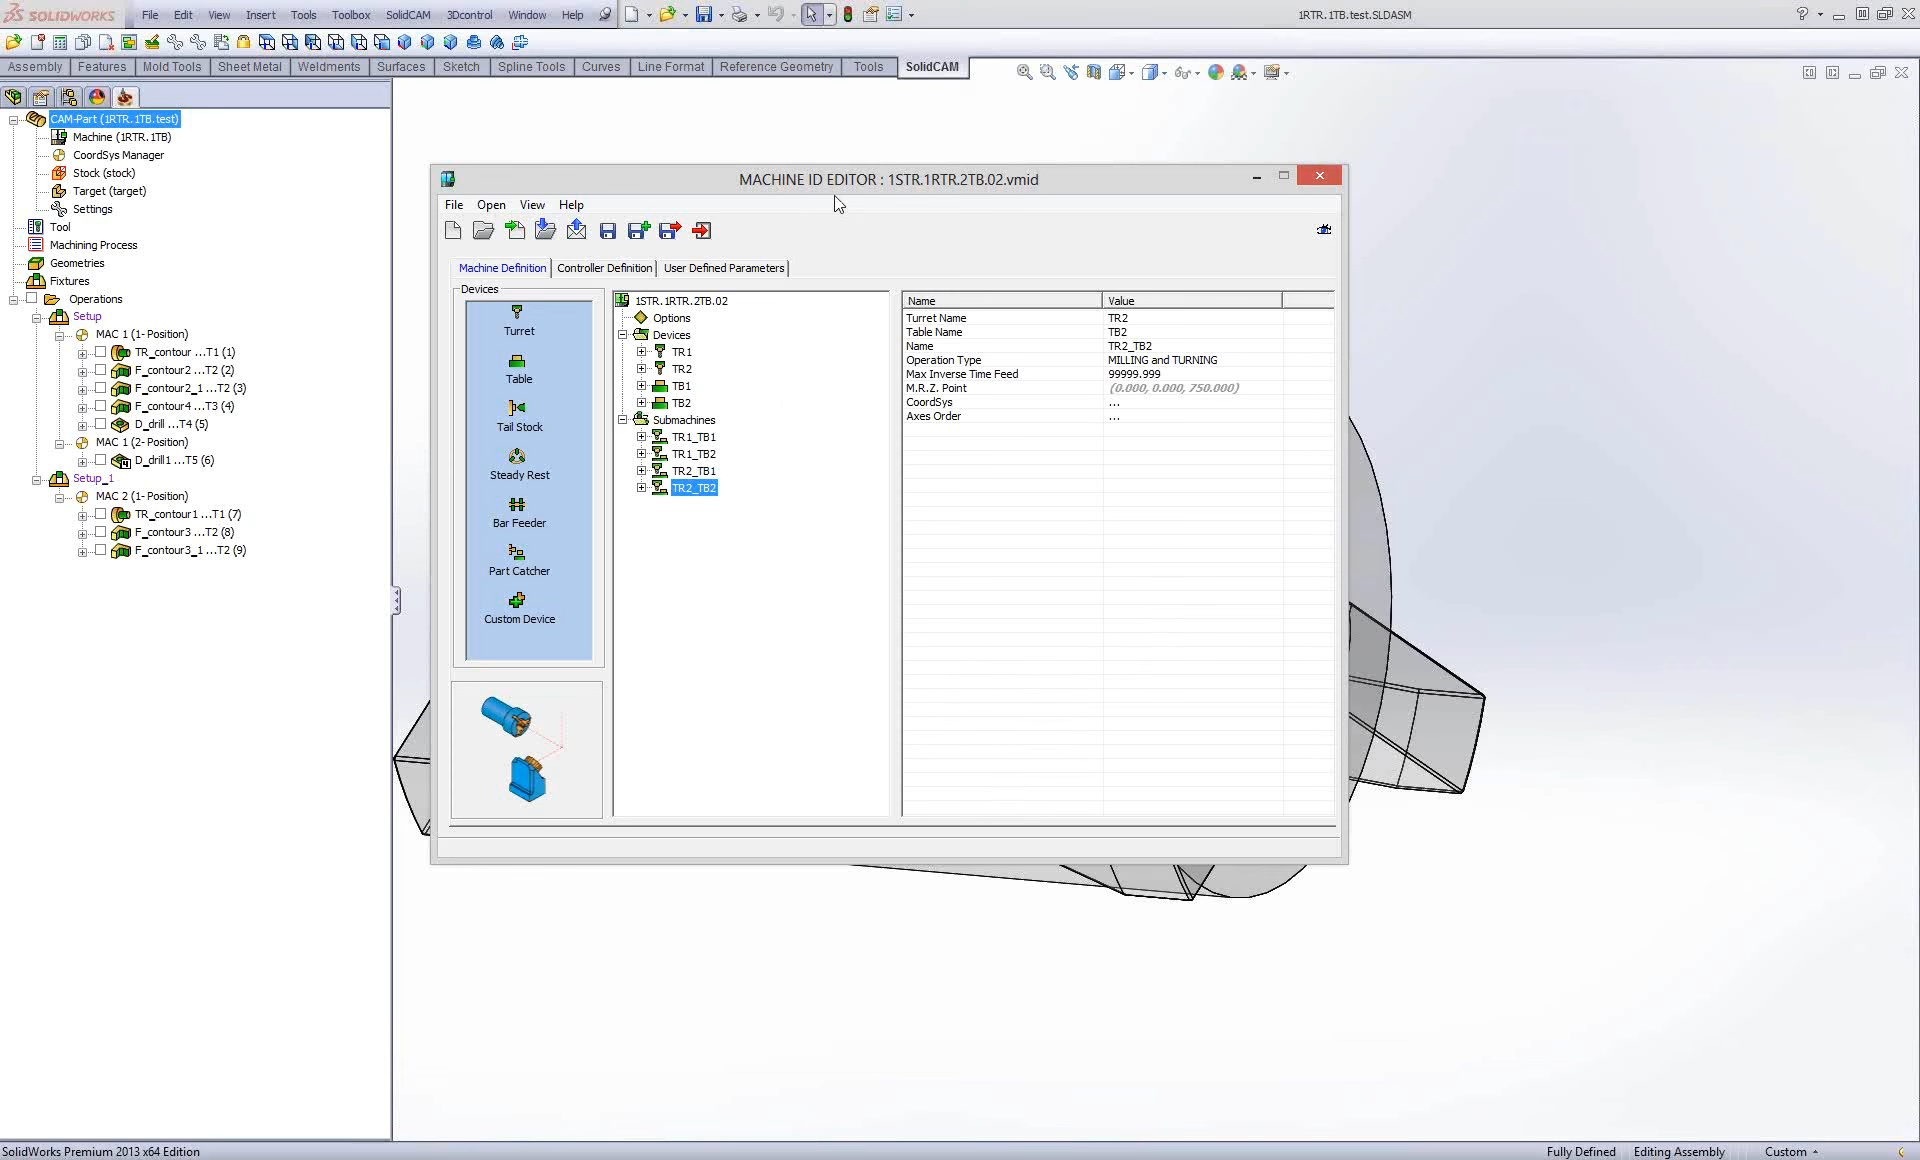 SOLIDWORKS File Edit View Insert Tools Toolbox SolidCAM 3Dcontrol Window Help 1RTR.1TB.test.SLDASM
Assembly Features Mold Tools Sheet Metal Weldments Surfaces Sketch Spline Tools Curves Line Format Reference Geometry Tools SolidCAM
CAM-Part (1RTR.1TB.test)
Machine (1RTR.1TB)
CoordSys Manager
Stock (stock)
Target (target)
Settings
Tool
Machining Process
Geometries
Fixtures
Operations
Setup
MAC 1 (1- Position)
TR_contour ...T1 (1)
F_contour2 ...T2 (2)
F_contour2_1 ...T2 (3)
F_contour4 ...T3 (4)
D_drill ...T4 (5)
MAC 1 (2- Position)
D_drill1 ...T5 (6)
Setup_1
MAC 2 (1- Position)
TR_contour1 ...T1 (7)
F_contour3 ...T2 (8)
F_contour3_1 ...T2 (9)
MACHINE ID EDITOR : 1STR.1RTR.2TB.02.vmid
File Open View Help
Machine Definition Controller Definition User Defined Parameters
Devices
Turret
Table
Tail Stock
Steady Rest
Bar Feeder
Part Catcher
Custom Device
1STR.1RTR.2TB.02
Options
Devices
TR1
TR2
TB1
TB2
Submachines
TR1_TB1
TR1_TB2
TR2_TB1
TR2_TB2
Name Value
Turret Name TR2
Table Name TB2
Name TR2_TB2
Operation Type MILLING and TURNING
Max Inverse Time Feed 99999.999
M.R.Z. Point (0.000, 0.000, 750.000)
CoordSys ...
Axes Order ...
SolidWorks Premium 2013 x64 Edition Fully Defined Editing Assembly Custom